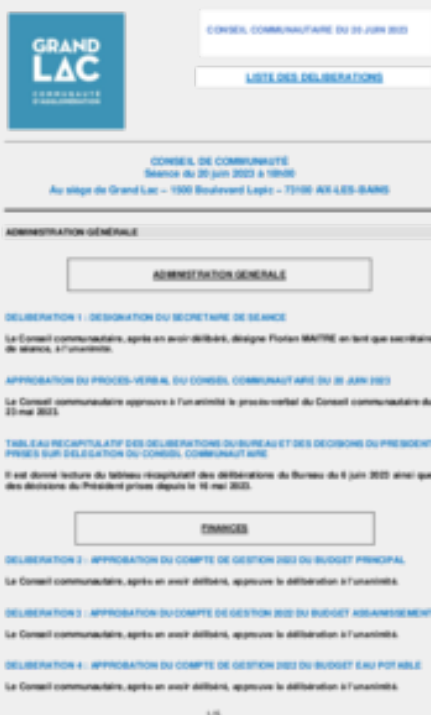 GRAND
LAC
COMMUNAUTÉ
D'AGGLOMÉRATION
CONSEIL COMMUNAUTAIRE DU 20 JUIN 2023
LISTE DES DELIBERATIONS
CONSEIL DE COMMUNAUTÉ
Séance du 20 juin 2023 à 18h00
Au siège de Grand Lac – 1500 Boulevard Lepic – 73100 AIX-LES-BAINS
ADMINISTRATION GÉNÉRALE
ADMINISTRATION GENERALE
DELIBERATION 1 : DESIGNATION DU SECRETAIRE DE SEANCE
Le Conseil communautaire, après en avoir délibéré, désigne Florian MAITRE en tant que secrétaire
de séance, à l'unanimité.
APPROBATION DU PROCES-VERBAL DU CONSEIL COMMUNAUTAIRE DU 20 JUIN 2023
Le Conseil communautaire approuve à l'unanimité le procès-verbal du Conseil communautaire du
23 mai 2023.
TABLEAU RECAPITULATIF DES DELIBERATIONS DU BUREAU ET DES DECISIONS DU PRESIDENT
PRISES SUR DELEGATION DU CONSEIL COMMUNAUTAIRE
Il est donné lecture du tableau récapitulatif des délibérations du Bureau du 6 juin 2023 ainsi que
des décisions du Président prises depuis le 16 mai 2023.
FINANCES
DELIBERATION 2 : APPROBATION DU COMPTE DE GESTION 2022 DU BUDGET PRINCIPAL
Le Conseil communautaire, après en avoir délibéré, approuve la délibération à l'unanimité.
DELIBERATION 3 : APPROBATION DU COMPTE DE GESTION 2022 DU BUDGET ASSAINISSEMENT
Le Conseil communautaire, après en avoir délibéré, approuve la délibération à l'unanimité.
DELIBERATION 4 : APPROBATION DU COMPTE DE GESTION 2022 DU BUDGET EAU POTABLE
Le Conseil communautaire, après en avoir délibéré, approuve la délibération à l'unanimité.